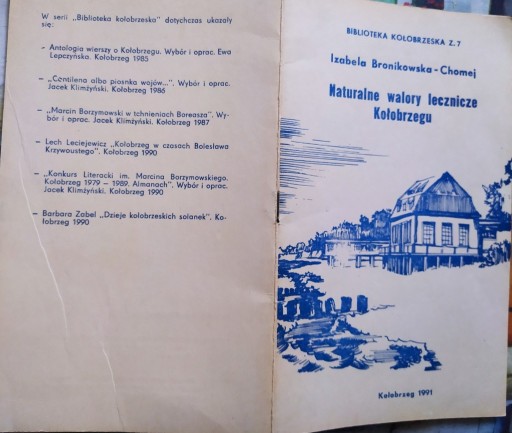 W serii „Biblioteka kołobrzeska" dotychczas ukazały
się:
- Antologia wierszy o Kołobrzegu. Wybór i oprac. Ewa
Lepczyńska. Kołobrzeg 1985
- „Centilena albo piosnka wojów...". Wybór i oprac.
Jacek Klimżyński. Kołobrzeg 1986
- „Marcin Borzymowski w tchnieniach Boreasza". Wy-
bór i oprac. Jacek Klimżyński. Kołobrzeg 1987
- Lech Leciejewicz „Kołobrzeg w czasach Bolesława
Krzywoustego". Kołobrzeg 1990
- „Konkurs Literacki im. Marcina Borzymowskiego.
Kołobrzeg 1979 - 1989. Almanach". Wybór i oprac.
Jacek Klimżyński. Kołobrzeg 1990
- Barbara Zabel „Dzieje kołobrzeskich solanek". Ko-
łobrzeg 1990
BIBLIOTEKA KOŁOBRZESKA Z. 7
Izabela Bronikowska - Chomej
Naturalne walory lecznicze
Kołobrzegu
Kołobrzeg 1991